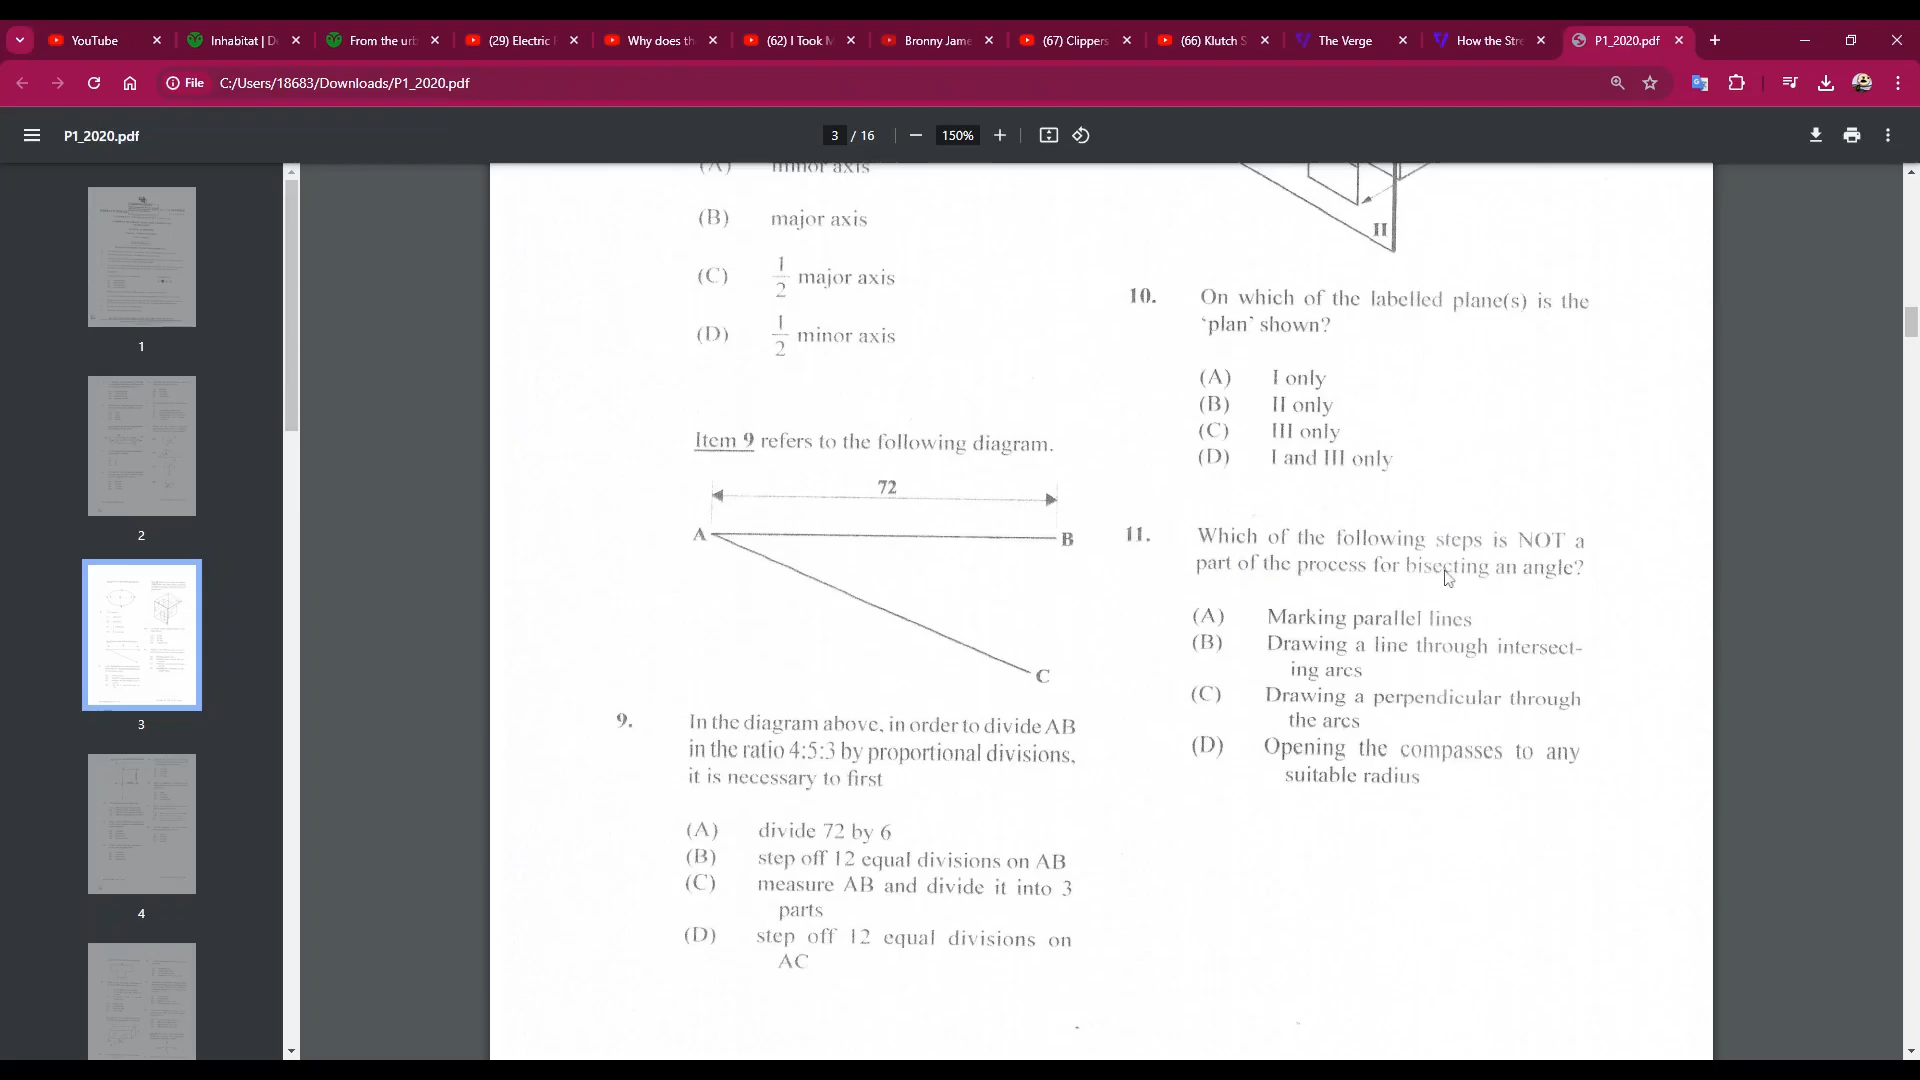 YouTube
Inhabitat | D
From the urb
(29) Electric
Why does th
(62) I Took M
Bronny Jame
(67) Clippers
(66) Klutch S
The Verge
How the Stre
P1_2020.pdf
File
C:/Users/18683/Downloads/P1_2020.pdf
P1_2020.pdf
3 / 16
150%
1
2
3
4
(A) minor axis
(B) major axis
(C) 1/2 major axis
(D) 1/2 minor axis
Item 9 refers to the following diagram.
72
A
B
C
9. In the diagram above, in order to divide AB
in the ratio 4:5:3 by proportional divisions,
it is necessary to first
(A) divide 72 by 6
(B) step off 12 equal divisions on AB
(C) measure AB and divide it into 3
parts
(D) step off 12 equal divisions on
AC
II
10. On which of the labelled plane(s) is the
‘plan’ shown?
(A) I only
(B) II only
(C) III only
(D) I and III only
11. Which of the following steps is NOT a
part of the process for bisecting an angle?
(A) Marking parallel lines
(B) Drawing a line through intersect-
ing arcs
(C) Drawing a perpendicular through
the arcs
(D) Opening the compasses to any
suitable radius